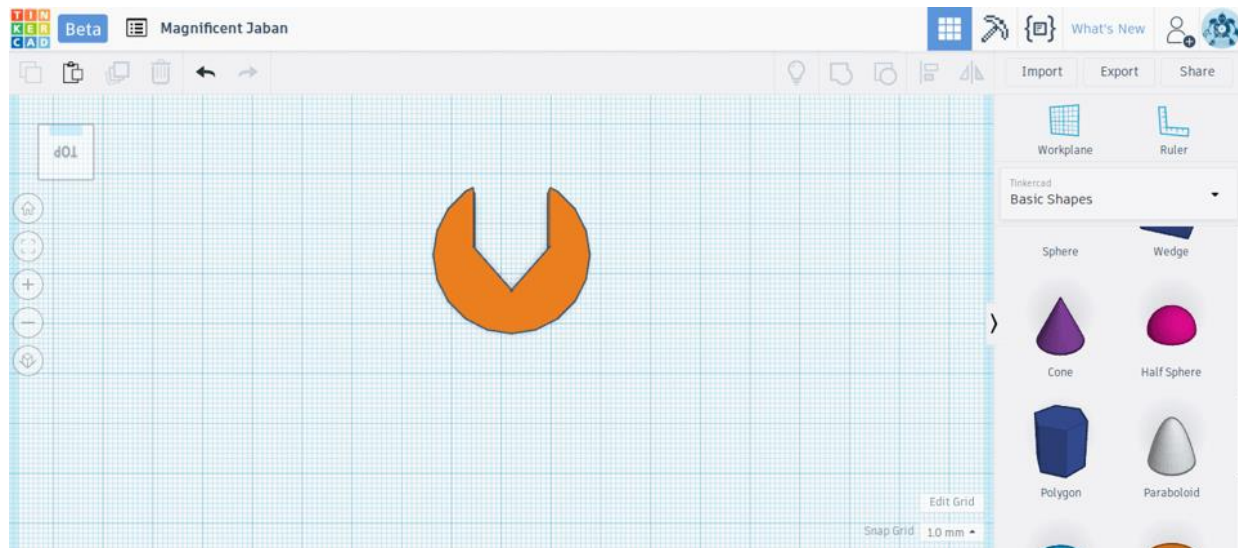 TIN
KER
CAD
Beta
Magnificent Jaban
What's New
Import Export Share
TOP
Workplane Ruler
Tinkercad
Basic Shapes
Sphere Wedge
Cone Half Sphere
Polygon Paraboloid
Edit Grid
Snap Grid 1.0 mm